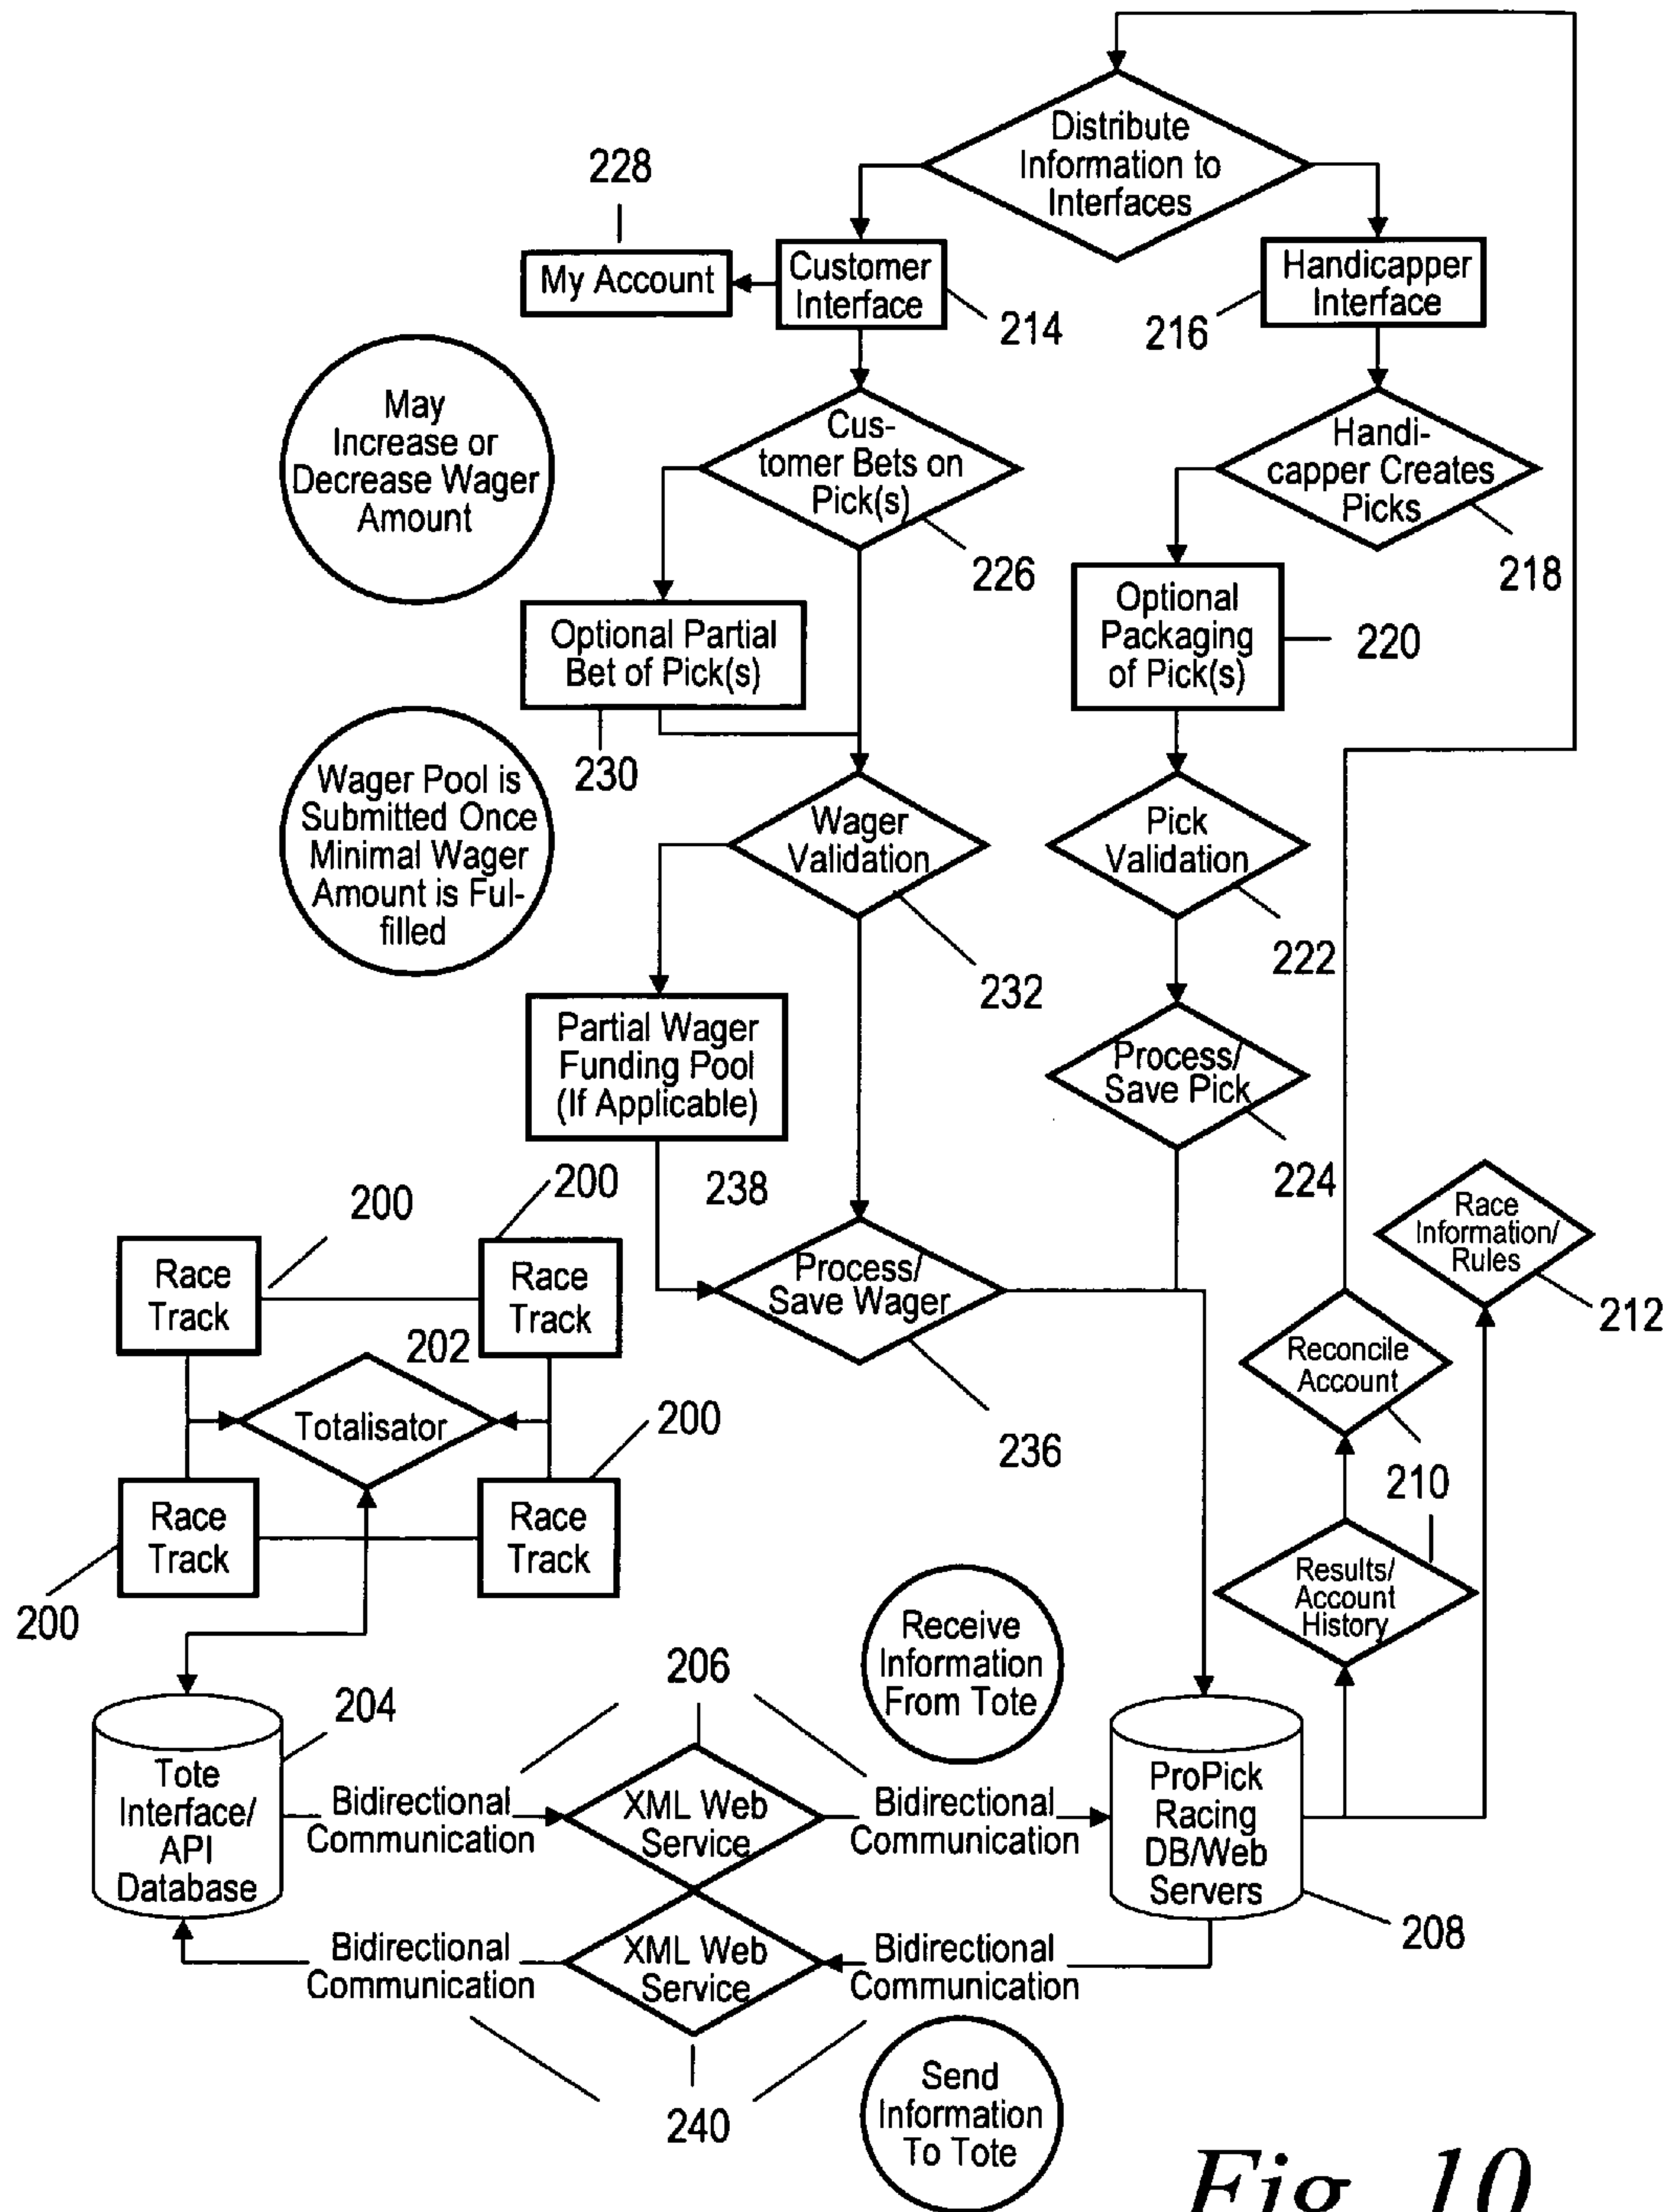 Distribute
Information to
Interfaces
228
My Account
Customer
Interface
214
Handicapper
Interface
216
May
Increase or
Decrease Wager
Amount
Cus-
tomer Bets on
Pick(s)
226
Handi-
capper Creates
Picks
218
Optional Partial
Bet of Pick(s)
230
Optional
Packaging
of Pick(s)
220
Wager Pool is
Submitted Once
Minimal Wager
Amount is Ful-
filled
Wager
Validation
232
Pick
Validation
222
Partial Wager
Funding Pool
(If Applicable)
238
Process/
Save Pick
224
Race
Information/
Rules
212
200
200
Race
Track
Race
Track
Process/
Save Wager
236
Reconcile
Account
210
202
Totalisator
200
Race
Track
Race
Track
200
Results/
Account
History
Receive
Information
From Tote
206
204
Tote
Interface/
API
Database
Bidirectional
Communication
XML Web
Service
Bidirectional
Communication
ProPick
Racing
DB/Web
Servers
208
Bidirectional
Communication
XML Web
Service
Bidirectional
Communication
240
Send
Information
To Tote
Fig. 10